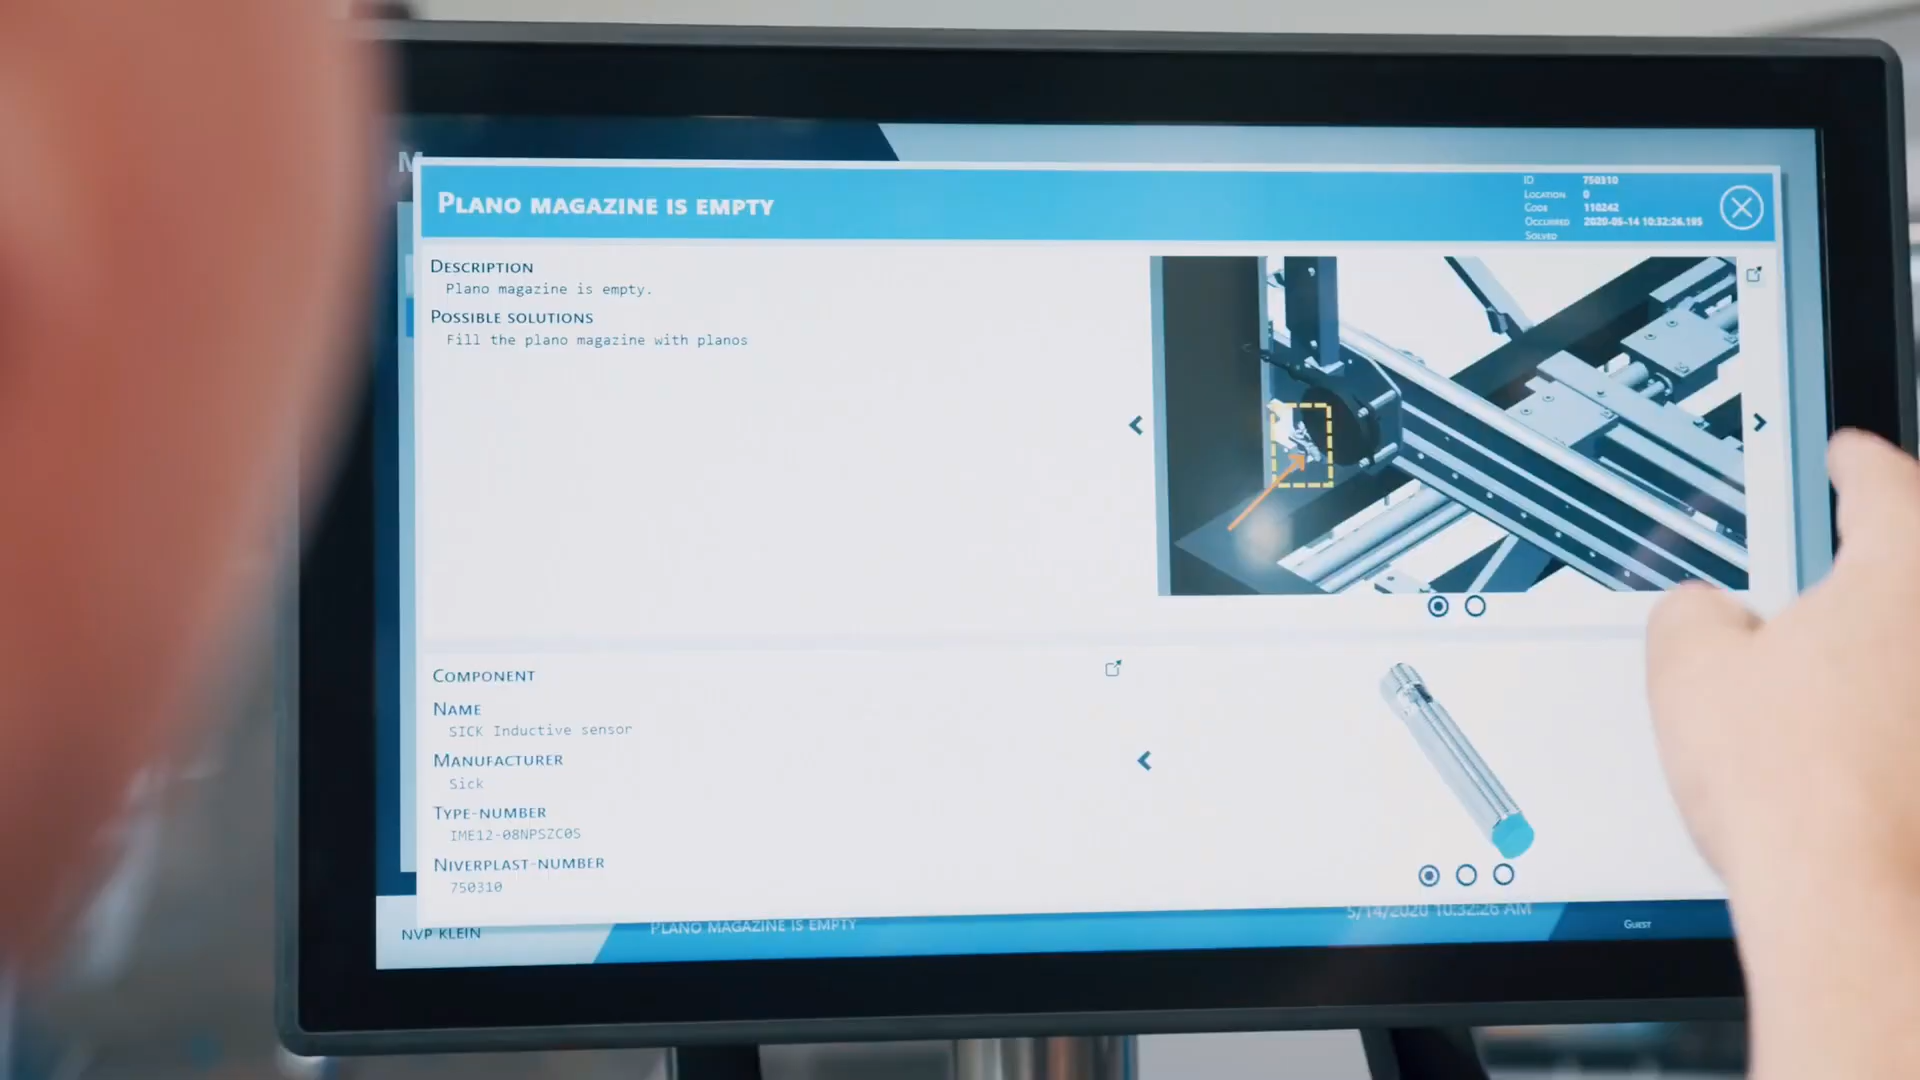 M
PLANO MAGAZINE IS EMPTY
ID 750310
LOCATION 0
CODE 110242
OCCURRED 2020-05-14 10:32:26.195
SOLVED
DESCRIPTION
Plano magazine is empty.
POSSIBLE SOLUTIONS
Fill the plano magazine with planos
COMPONENT
NAME
SICK Inductive sensor
MANUFACTURER
Sick
TYPE-NUMBER
IME12-08NPSZC0S
NIVERPLAST-NUMBER
750310
NVP KLEIN
PLANO MAGAZINE IS EMPTY
5/14/2020 10:32:26 AM
GUEST